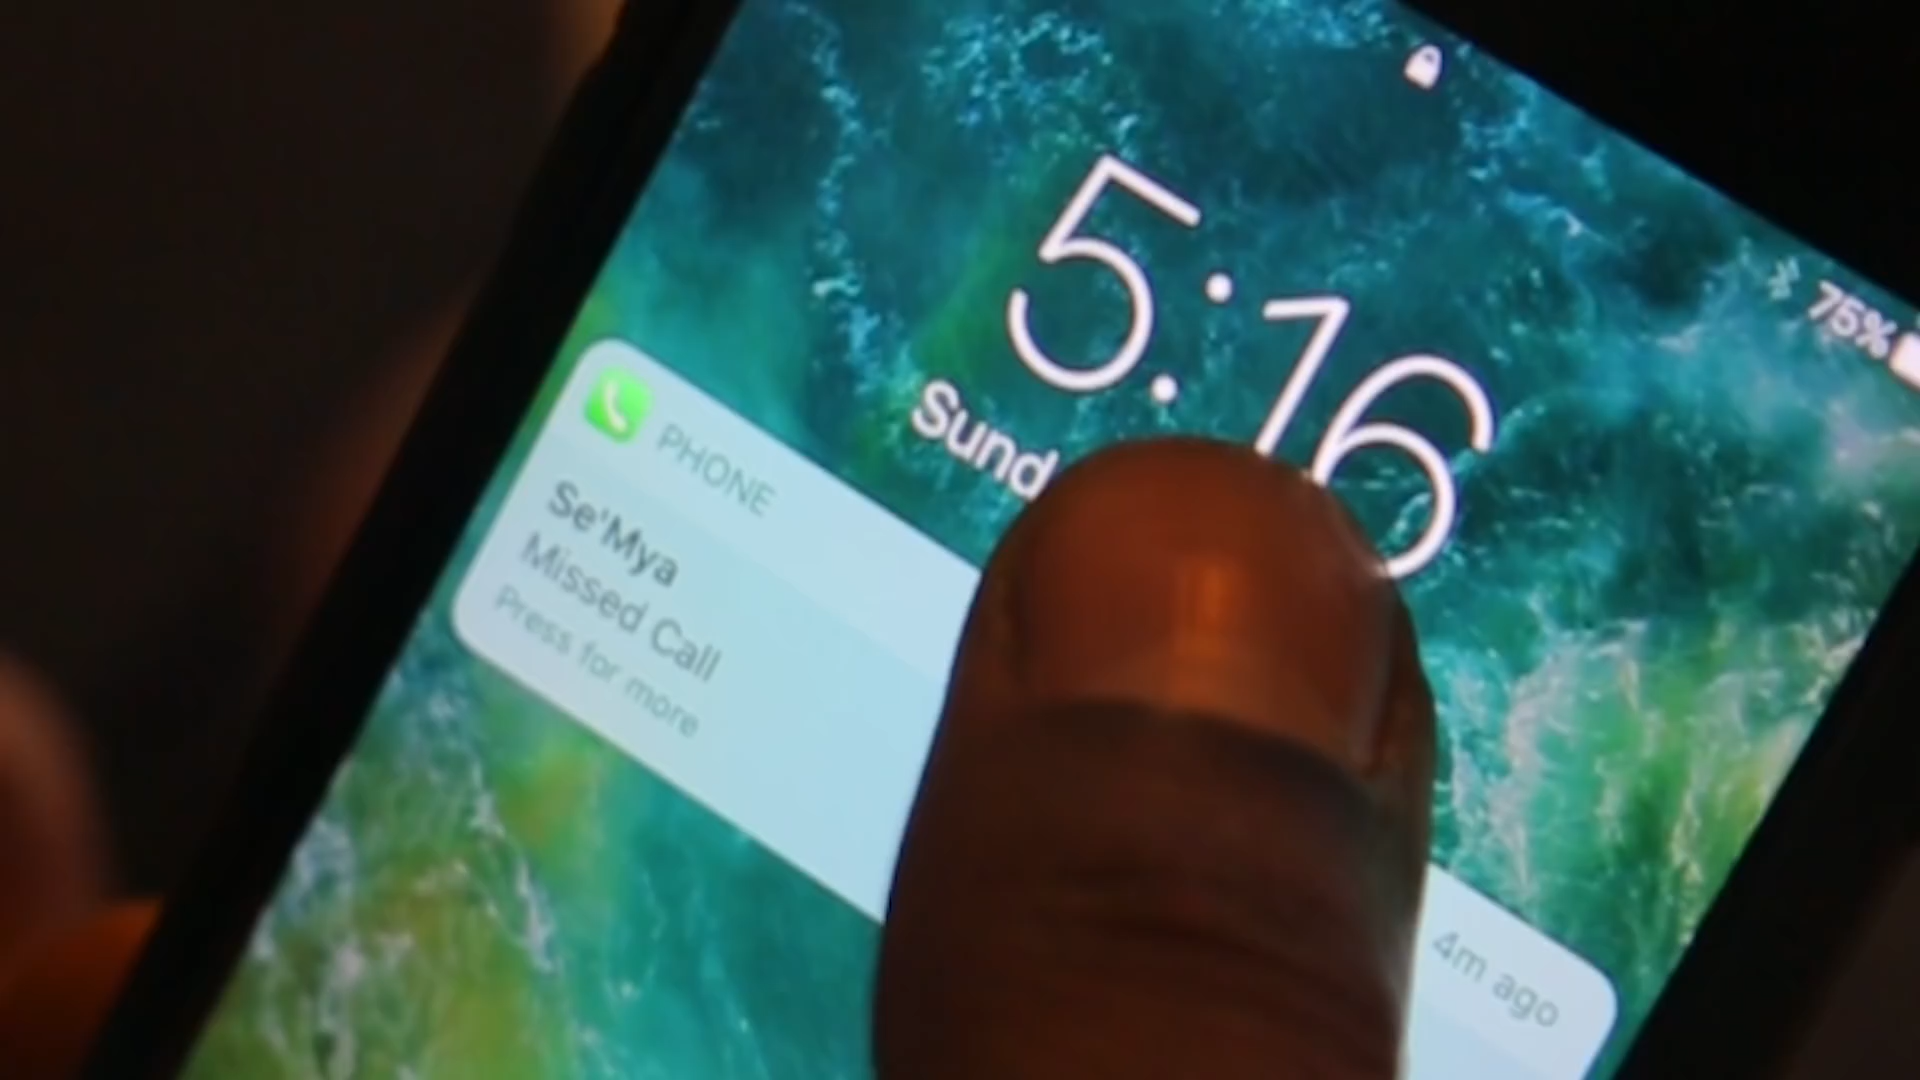 75%
5:16
Sund
PHONE
4m ago
Se'Mya
Missed Call
Press for more